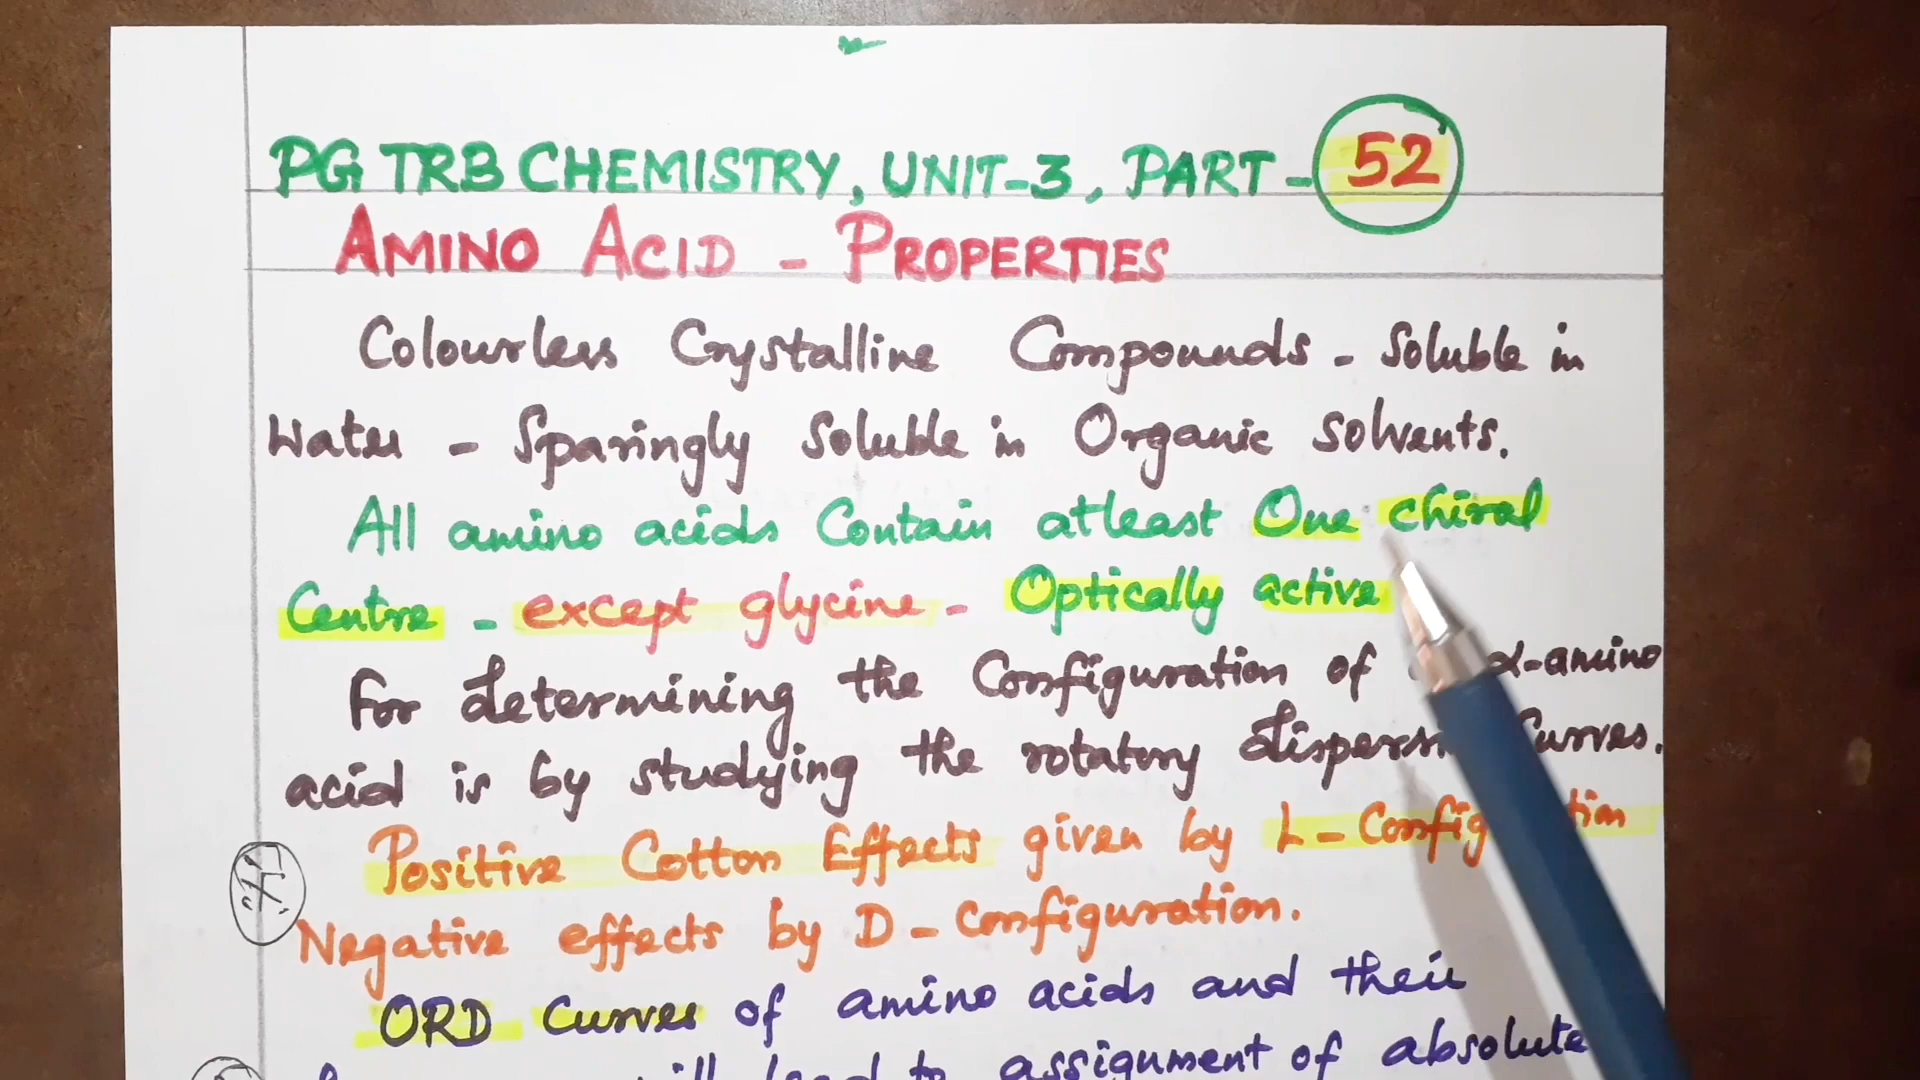 PG TRB CHEMISTRY, UNIT-3, PART - 52
AMINO ACID - PROPERTIES
Colourless Crystalline Compounds - Soluble in
Water - Sparingly Soluble in Organic Solvents.
All amino acids Contain atleast One chiral
Centre - except glycine - Optically active
For determining the Configuration of α-amino
acid is by studying the rotatory Curves.
Positive Cotton Effects given by L-
Negative effects by D-Configuration.
ORD Curves of amino acids and their
lead to assignment of absolute